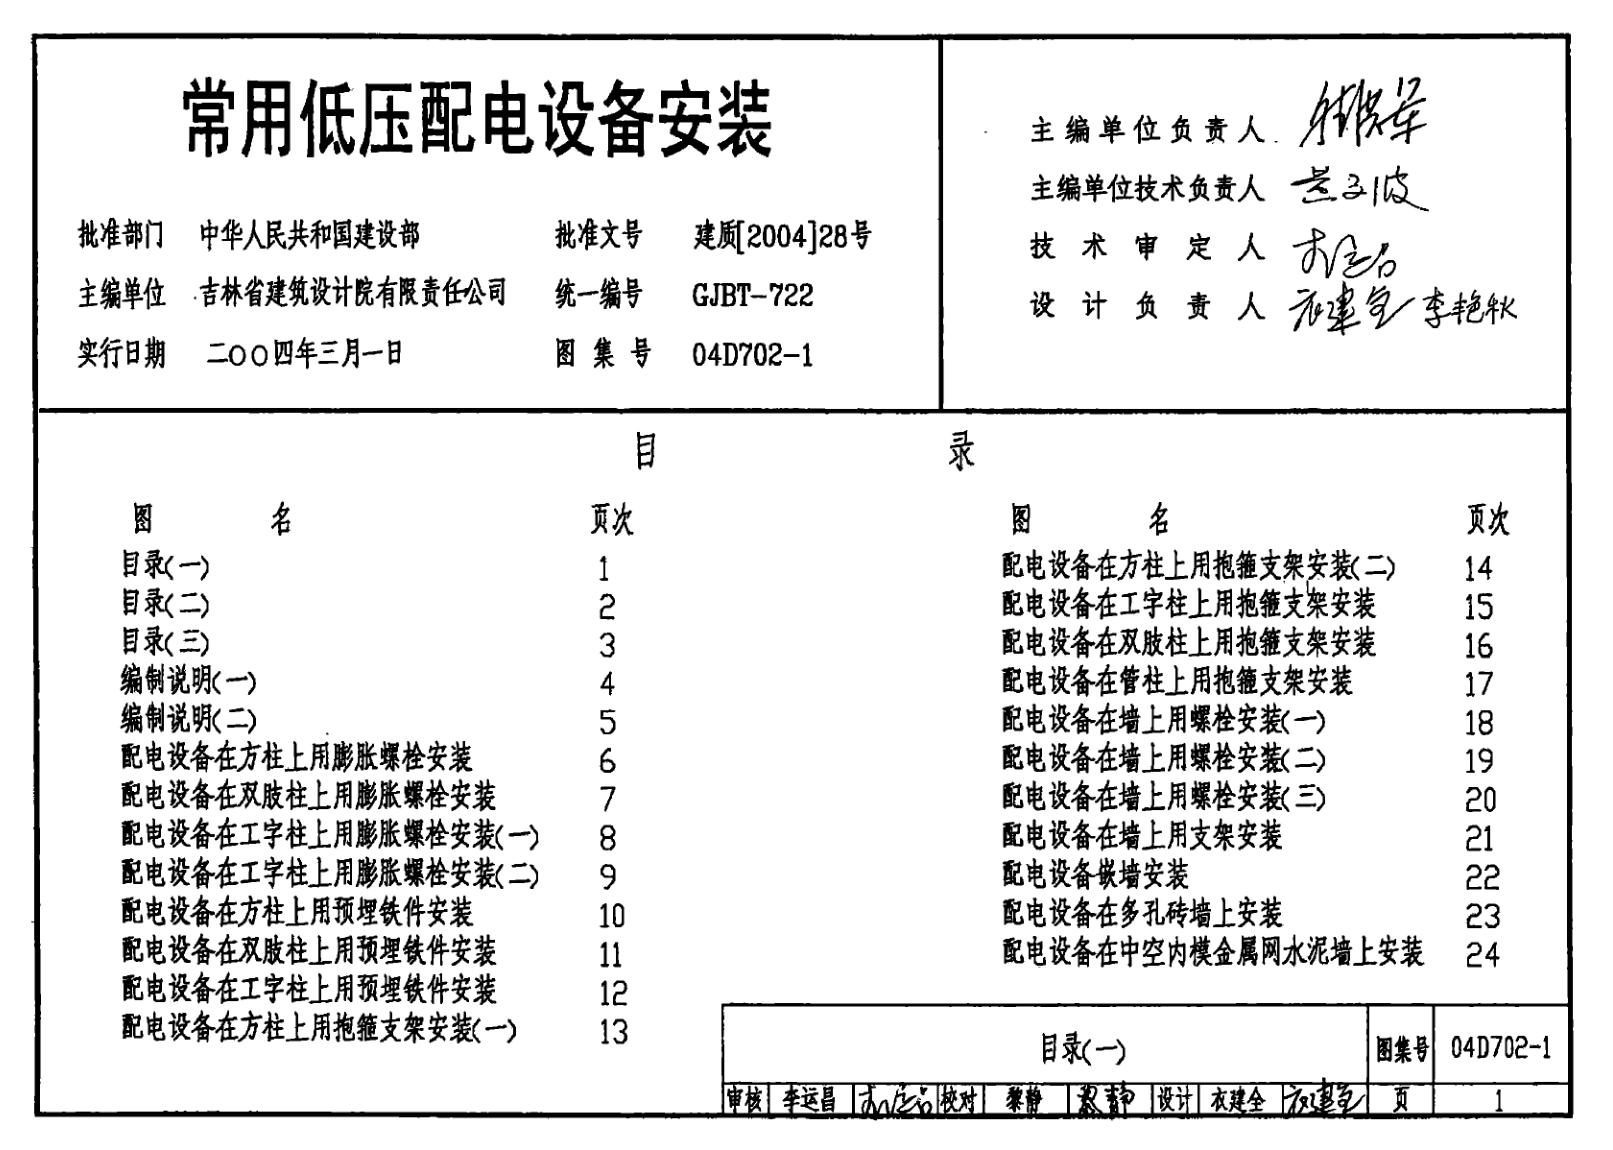 常用低压配电设备安装
批准部门 中华人民共和国建设部 批准文号 建质[2004]28号
主编单位 吉林省建筑设计院有限责任公司 统一编号 GJBT-722
实行日期 二〇〇四年三月一日 图集号 04D702-1
主编单位负责人
主编单位技术负责人
技术审定人
设计负责人 衣建全 李艳秋
目录
图名 页次
目录(一) 1
目录(二) 2
目录(三) 3
编制说明(一) 4
编制说明(二) 5
配电设备在方柱上用膨胀螺栓安装 6
配电设备在双肢柱上用膨胀螺栓安装 7
配电设备在工字柱上用膨胀螺栓安装(一) 8
配电设备在工字柱上用膨胀螺栓安装(二) 9
配电设备在方柱上用预埋铁件安装 10
配电设备在双肢柱上用预埋铁件安装 11
配电设备在工字柱上用预埋铁件安装 12
配电设备在方柱上用抱箍支架安装(一) 13
图名 页次
配电设备在方柱上用抱箍支架安装(二) 14
配电设备在工字柱上用抱箍支架安装 15
配电设备在双肢柱上用抱箍支架安装 16
配电设备在管柱上用抱箍支架安装 17
配电设备在墙上用螺栓安装(一) 18
配电设备在墙上用螺栓安装(二) 19
配电设备在墙上用螺栓安装(三) 20
配电设备在墙上用支架安装 21
配电设备嵌墙安装 22
配电设备在多孔砖墙上安装 23
配电设备在中空内模金属网水泥墙上安装 24
目录(一) 图集号 04D702-1
审核 李运昌 校对 黎静 黎静 设计 衣建全 衣建全 页 1